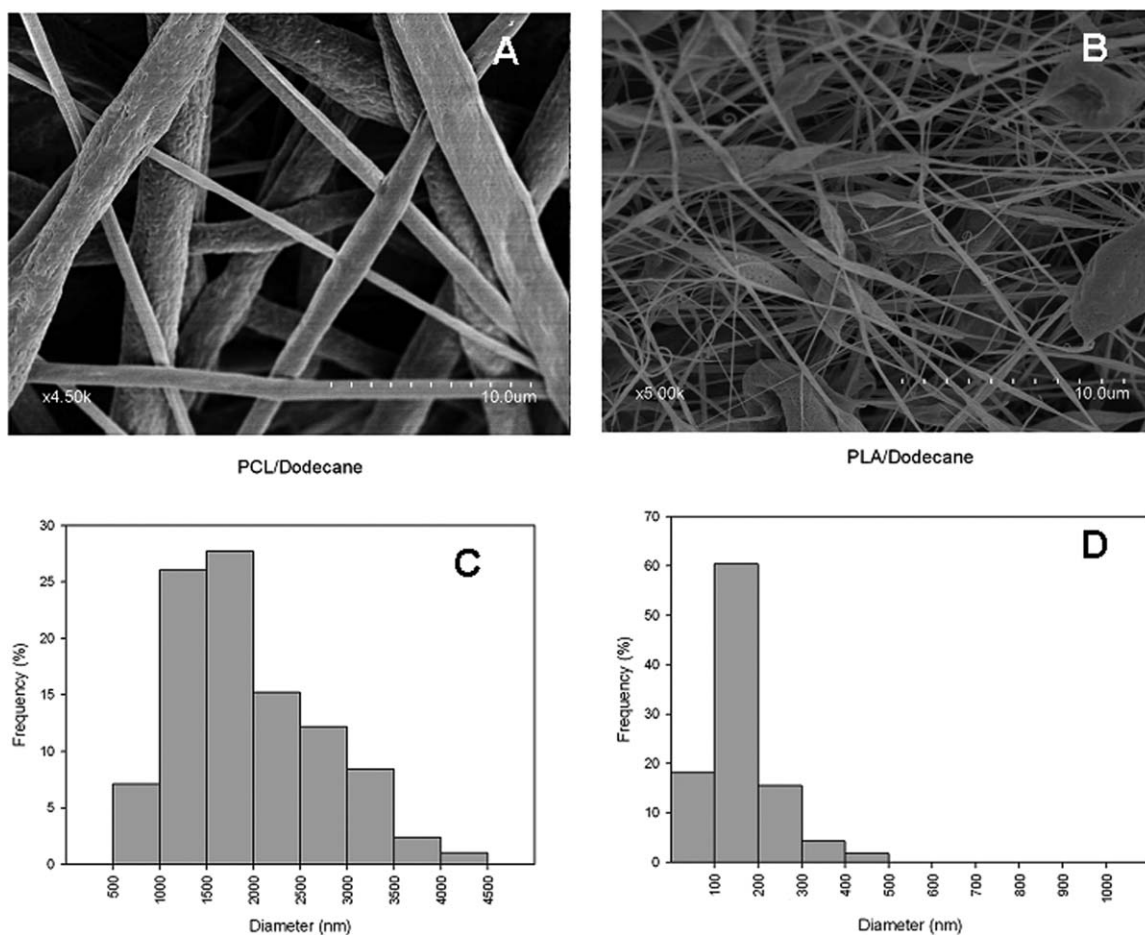 A
x4.50k
10.0um
PCL/Dodecane
B
x5.00k
10.0um
PLA/Dodecane
C
30
25
20
15
10
5
0
Frequency (%)
500 1000 1500 2000 2500 3000 3500 4000 4500
Diameter (nm)
D
70
60
50
40
30
20
10
0
Frequency (%)
100 200 300 400 500 600 700 800 900 1000
Diameter (nm)